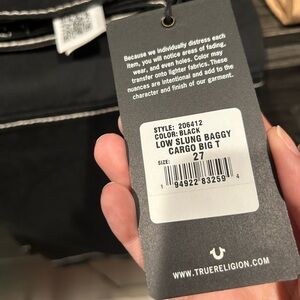 Because we individually distress each
item, you will notice areas of fading,
wear, and even holes. Color may
transfer onto lighter fabrics. These
nuances are intentional and add to the
character and finish of our garment.
STYLE: 206412
COLOR: BLACK
LOW SLUNG BAGGY
CARGO BIG T
SIZE: 27
1 94922 83259 4
WWW.TRUERELIGION.COM